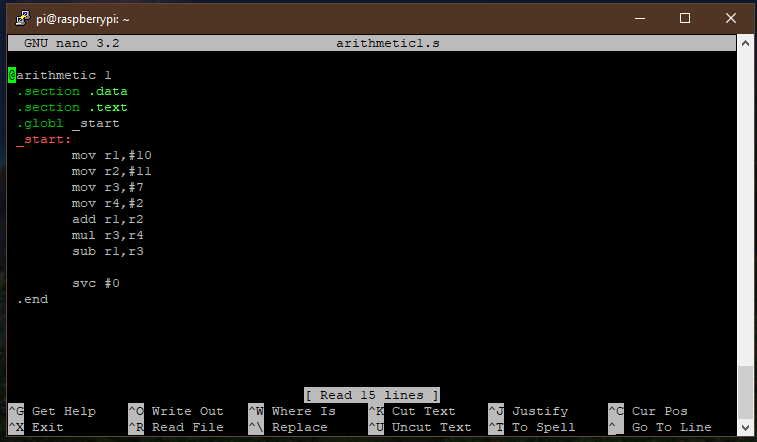 pi@raspberrypi: ~
GNU nano 3.2 arithmetic1.s
@arithmetic 1
.section .data
.section .text
.globl _start
_start:
mov r1,#10
mov r2,#11
mov r3,#7
mov r4,#2
add r1,r2
mul r3,r4
sub r1,r3
svc #0
.end
[ Read 15 lines ]
^G Get Help ^O Write Out ^W Where Is ^K Cut Text ^J Justify ^C Cur Pos
^X Exit ^R Read File ^\ Replace ^U Uncut Text ^T To Spell ^_ Go To Line